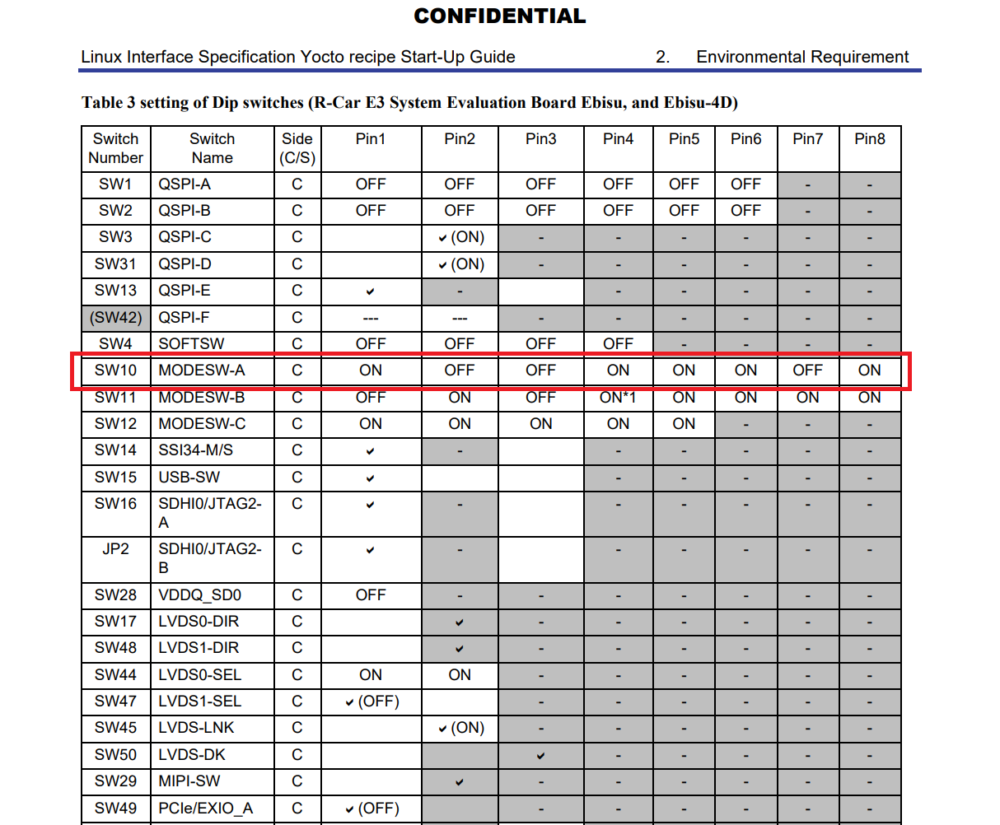 CONFIDENTIAL
Linux Interface Specification Yocto recipe Start-Up Guide 2. Environmental Requirement
Table 3 setting of Dip switches (R-Car E3 System Evaluation Board Ebisu, and Ebisu-4D)
Switch Number Switch Name Side (C/S) Pin1 Pin2 Pin3 Pin4 Pin5 Pin6 Pin7 Pin8
SW1 QSPI-A C OFF OFF OFF OFF OFF OFF - -
SW2 QSPI-B C OFF OFF OFF OFF OFF OFF - -
SW3 QSPI-C C ✔(ON) - - - - - -
SW31 QSPI-D C ✔(ON) - - - - - -
SW13 QSPI-E C ✔ - - - - - -
(SW42) QSPI-F C --- --- - - - - - -
SW4 SOFTSW C OFF OFF OFF OFF - - - -
SW10 MODESW-A C ON OFF OFF ON ON ON OFF ON
SW11 MODESW-B C OFF ON OFF ON*1 ON ON ON ON
SW12 MODESW-C C ON ON ON ON ON - - -
SW14 SSI34-M/S C ✔ - - - - - -
SW15 USB-SW C ✔ - - - - -
SW16 SDHI0/JTAG2-A C ✔ - - - - - -
JP2 SDHI0/JTAG2-B C ✔ - - - - - -
SW28 VDDQ_SD0 C OFF - - - - - - -
SW17 LVDS0-DIR C ✔ - - - - - -
SW48 LVDS1-DIR C ✔ - - - - - -
SW44 LVDS0-SEL C ON ON - - - - - -
SW47 LVDS1-SEL C ✔(OFF) - - - - - -
SW45 LVDS-LNK C ✔(ON) - - - - - -
SW50 LVDS-DK C ✔ - - - - -
SW29 MIPI-SW C ✔ - - - - - -
SW49 PCIe/EXIO_A C ✔(OFF) - - - - - -